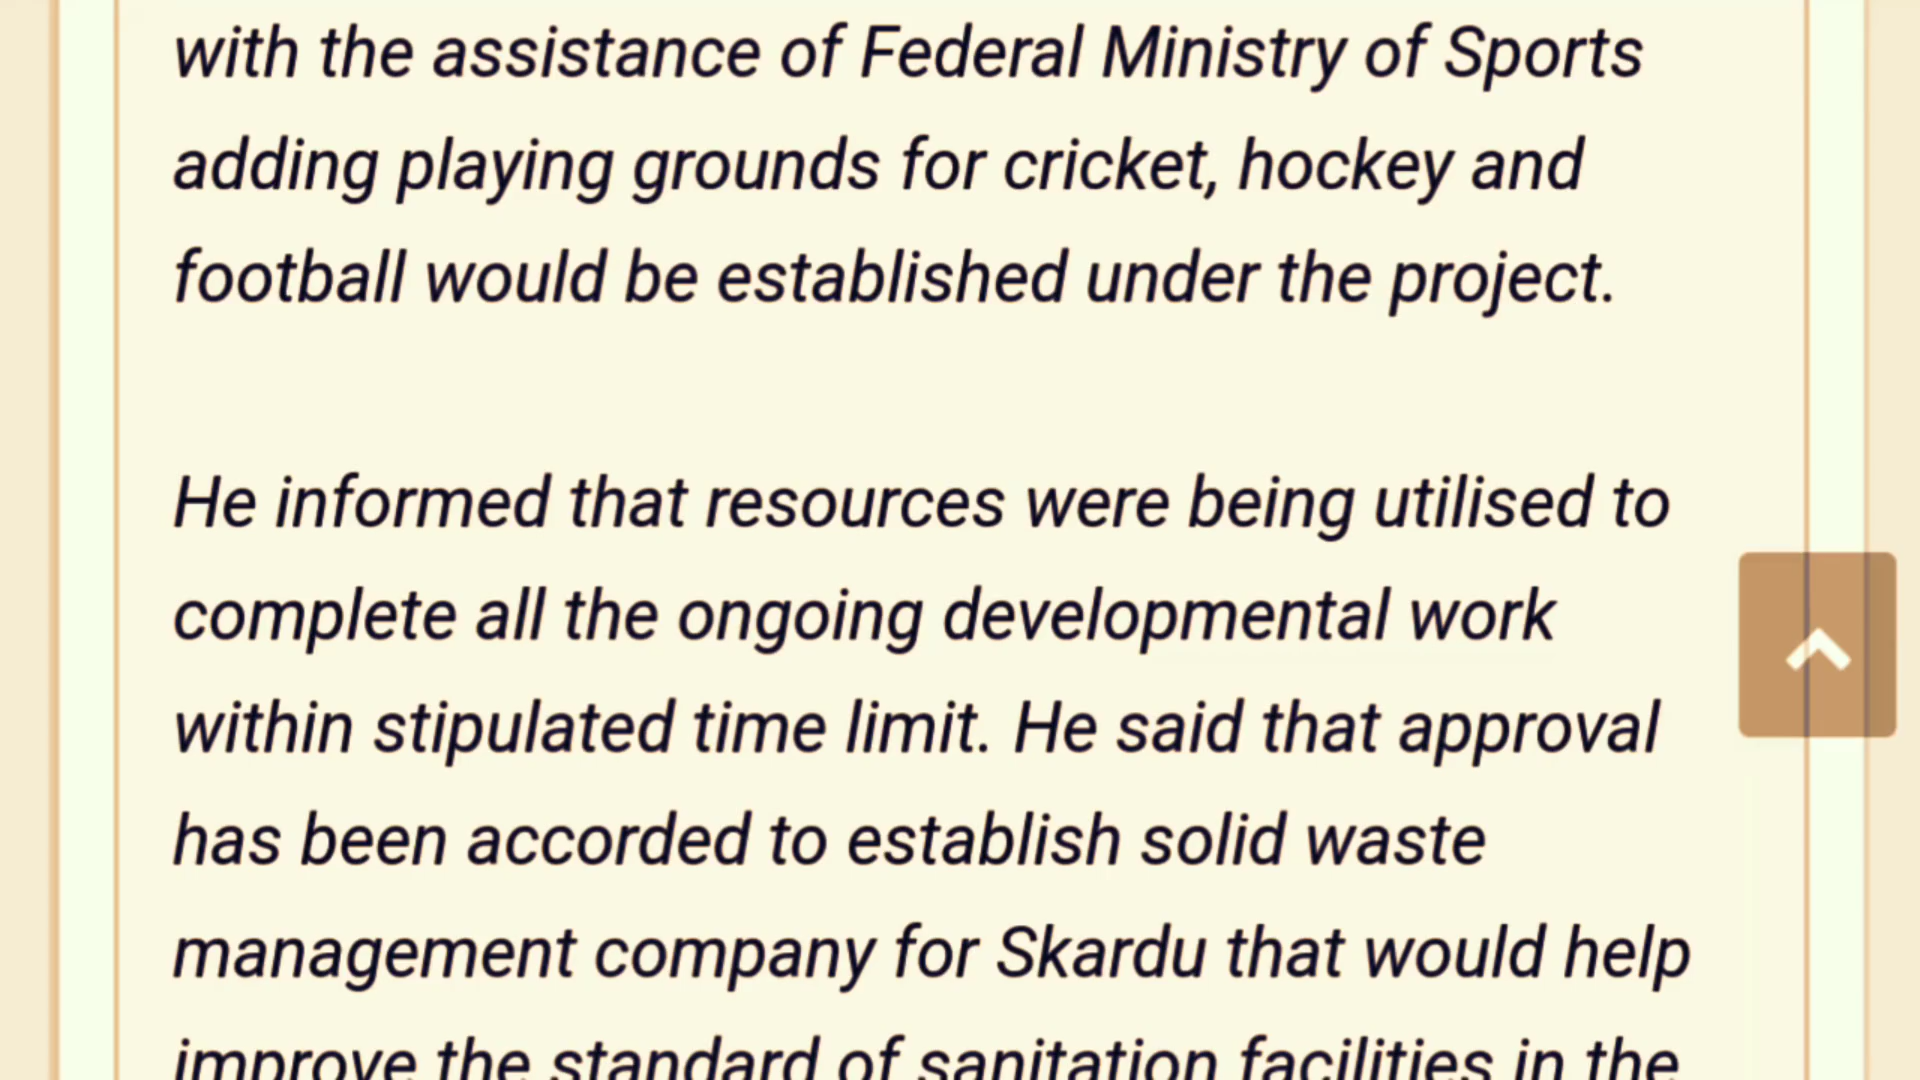 with the assistance of Federal Ministry of Sports
adding playing grounds for cricket, hockey and
football would be established under the project.
He informed that resources were being utilised to
complete all the ongoing developmental work
within stipulated time limit. He said that approval
has been accorded to establish solid waste
management company for Skardu that would help
improve the standard of sanitation facilities in the